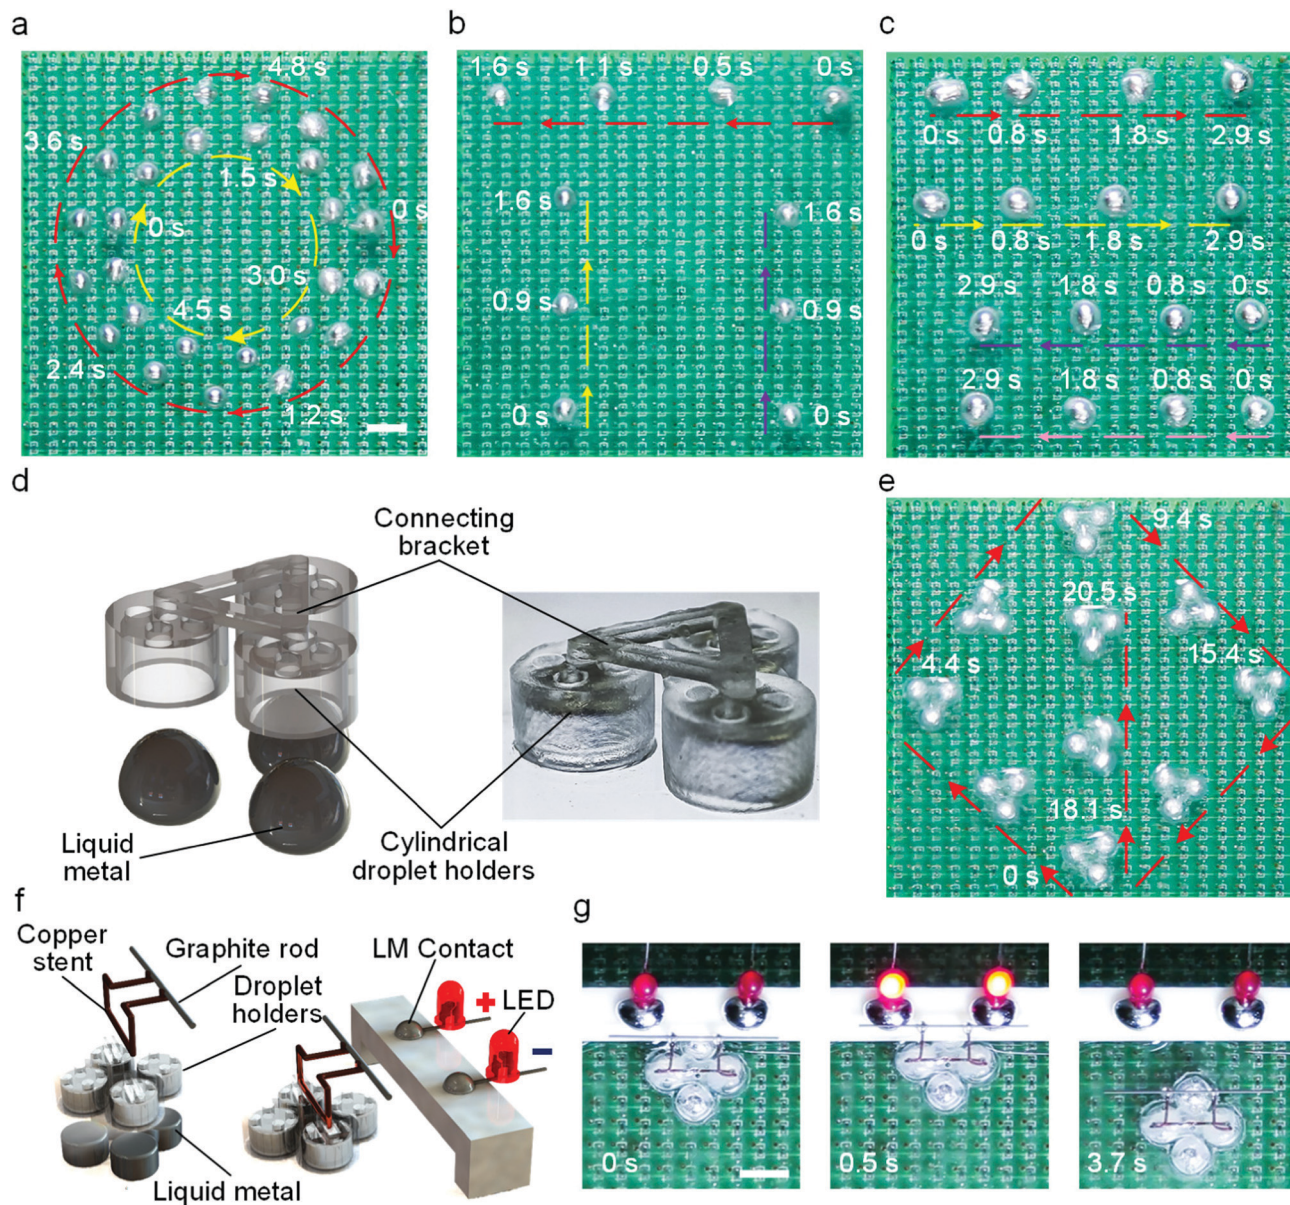 a
4.8 s
3.6 s
1.5 s
0 s
0 s
3.0 s
4.5 s
2.4 s
1.2 s
b
1.6 s
1.1 s
0.5 s
0 s
1.6 s
1.6 s
0.9 s
0.9 s
0 s
0 s
c
0 s
0.8 s
1.8 s
2.9 s
0 s
0.8 s
1.8 s
2.9 s
2.9 s
1.8 s
0.8 s
0 s
2.9 s
1.8 s
0.8 s
0 s
d
Connecting
bracket
Liquid
metal
Cylindrical
droplet holders
e
9.4 s
20.5 s
4.4 s
15.4 s
18.1 s
0 s
f
Copper
stent
Graphite rod
Droplet
holders
LM Contact
+
LED
–
Liquid metal
g
0 s
0.5 s
3.7 s